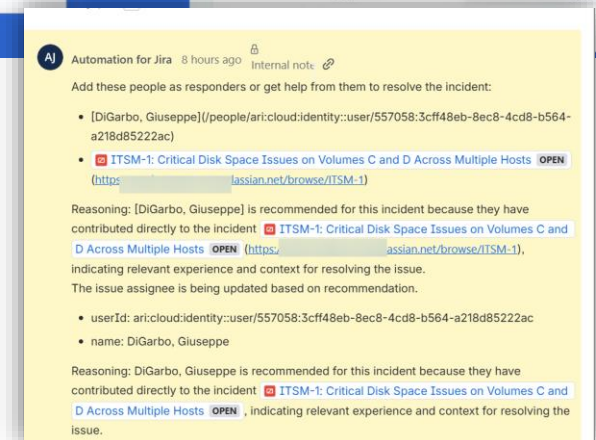 AJ Automation for Jira 8 hours ago Internal note
Add these people as responders or get help from them to resolve the incident:
• [DiGarbo, Giuseppe](/people/ari:cloud:identity::user/557058:3cff48eb-8ec8-4cd8-b564-
a218d85222ac)
• ITSM-1: Critical Disk Space Issues on Volumes C and D Across Multiple Hosts OPEN
(https lassian.net/browse/ITSM-1)
Reasoning: [DiGarbo, Giuseppe] is recommended for this incident because they have
contributed directly to the incident ITSM-1: Critical Disk Space Issues on Volumes C and
D Across Multiple Hosts OPEN (https: assian.net/browse/ITSM-1),
indicating relevant experience and context for resolving the issue.
The issue assignee is being updated based on recommendation.
• userId: ari:cloud:identity::user/557058:3cff48eb-8ec8-4cd8-b564-a218d85222ac
• name: DiGarbo, Giuseppe
Reasoning: DiGarbo, Giuseppe is recommended for this incident because they have
contributed directly to the incident ITSM-1: Critical Disk Space Issues on Volumes C and
D Across Multiple Hosts OPEN , indicating relevant experience and context for resolving the
issue.